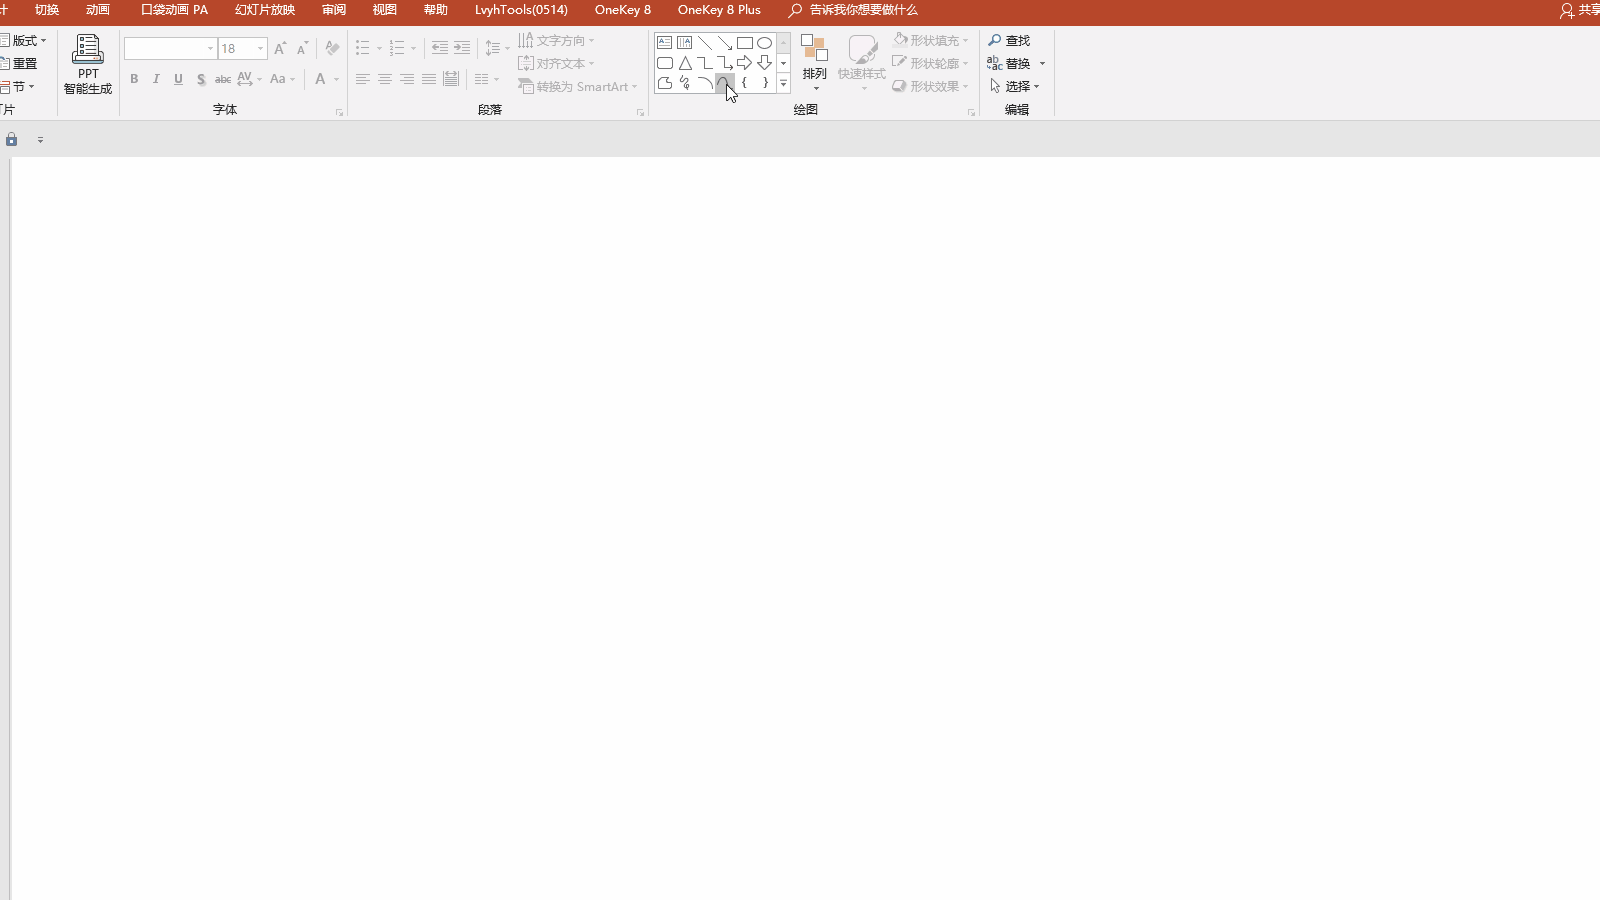 计 切换 动画 口袋动画 PA 幻灯片放映 审阅 视图 帮助 LvyhTools(0514) OneKey 8 OneKey 8 Plus 告诉我你想要做什么 共享
版式
重置
节
片
PPT
智能生成
18
A A
B I U S abc AV Aa A
字体
文字方向
对齐文本
转换为 SmartArt
段落
排列
快速样式
形状填充
形状轮廓
形状效果
绘图
查找
替换
选择
编辑